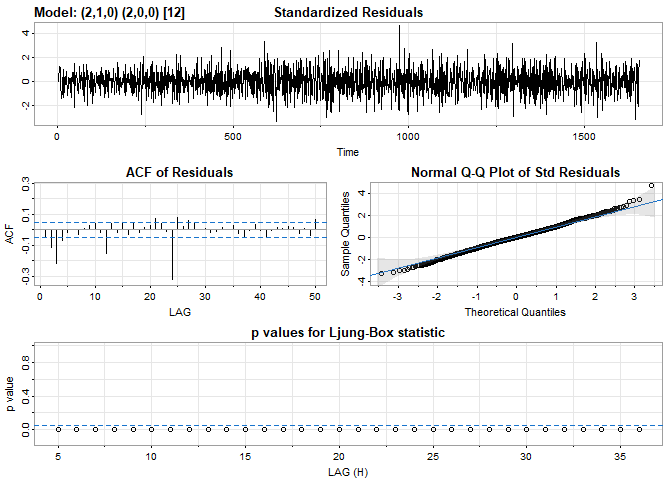 Model: (2,1,0) (2,0,0) [12] Standardized Residuals
4
2
0
-2
0 500 1000 1500
Time
ACF of Residuals
ACF
0.3
0.1
-0.1
-0.3
0 10 20 30 40 50
LAG
Normal Q-Q Plot of Std Residuals
Sample Quantiles
4
2
0
-2
-4
-3 -2 -1 0 1 2 3
Theoretical Quantiles
p values for Ljung-Box statistic
p value
0.8
0.4
0.0
5 10 15 20 25 30 35
LAG (H)